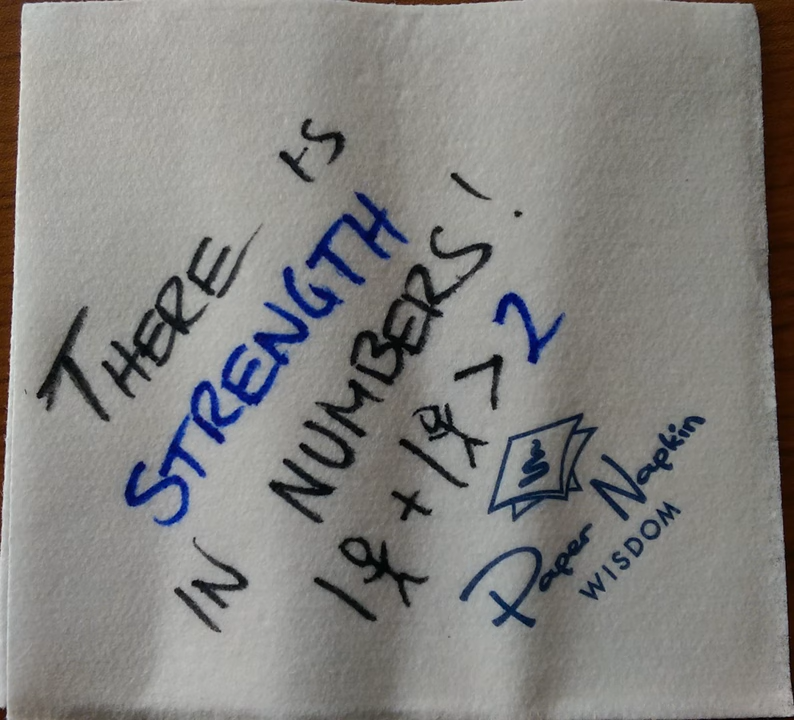 THERE IS
STRENGTH
IN NUMBERS!
1 + 1 > 2
Paper Napkin
WISDOM